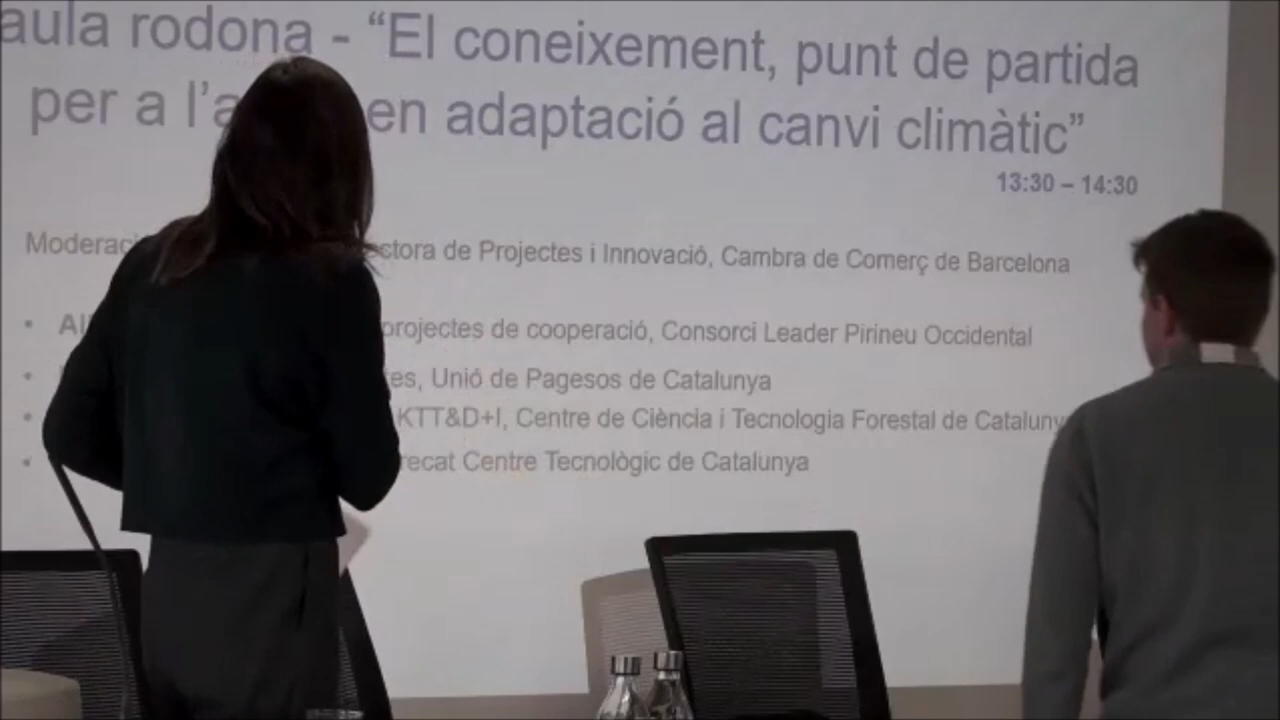 aula rodona - “El coneixement, punt de partida
per a l’a en adaptació al canvi climàtic”
13:30 – 14:30
Moderaci ctora de Projectes i Innovació, Cambra de Comerç de Barcelona
• Al projectes de cooperació, Consorci Leader Pirineu Occidental
• es, Unió de Pagesos de Catalunya
• KTT&D+I, Centre de Ciència i Tecnologia Forestal de Cataluny
• recat Centre Tecnològic de Catalunya